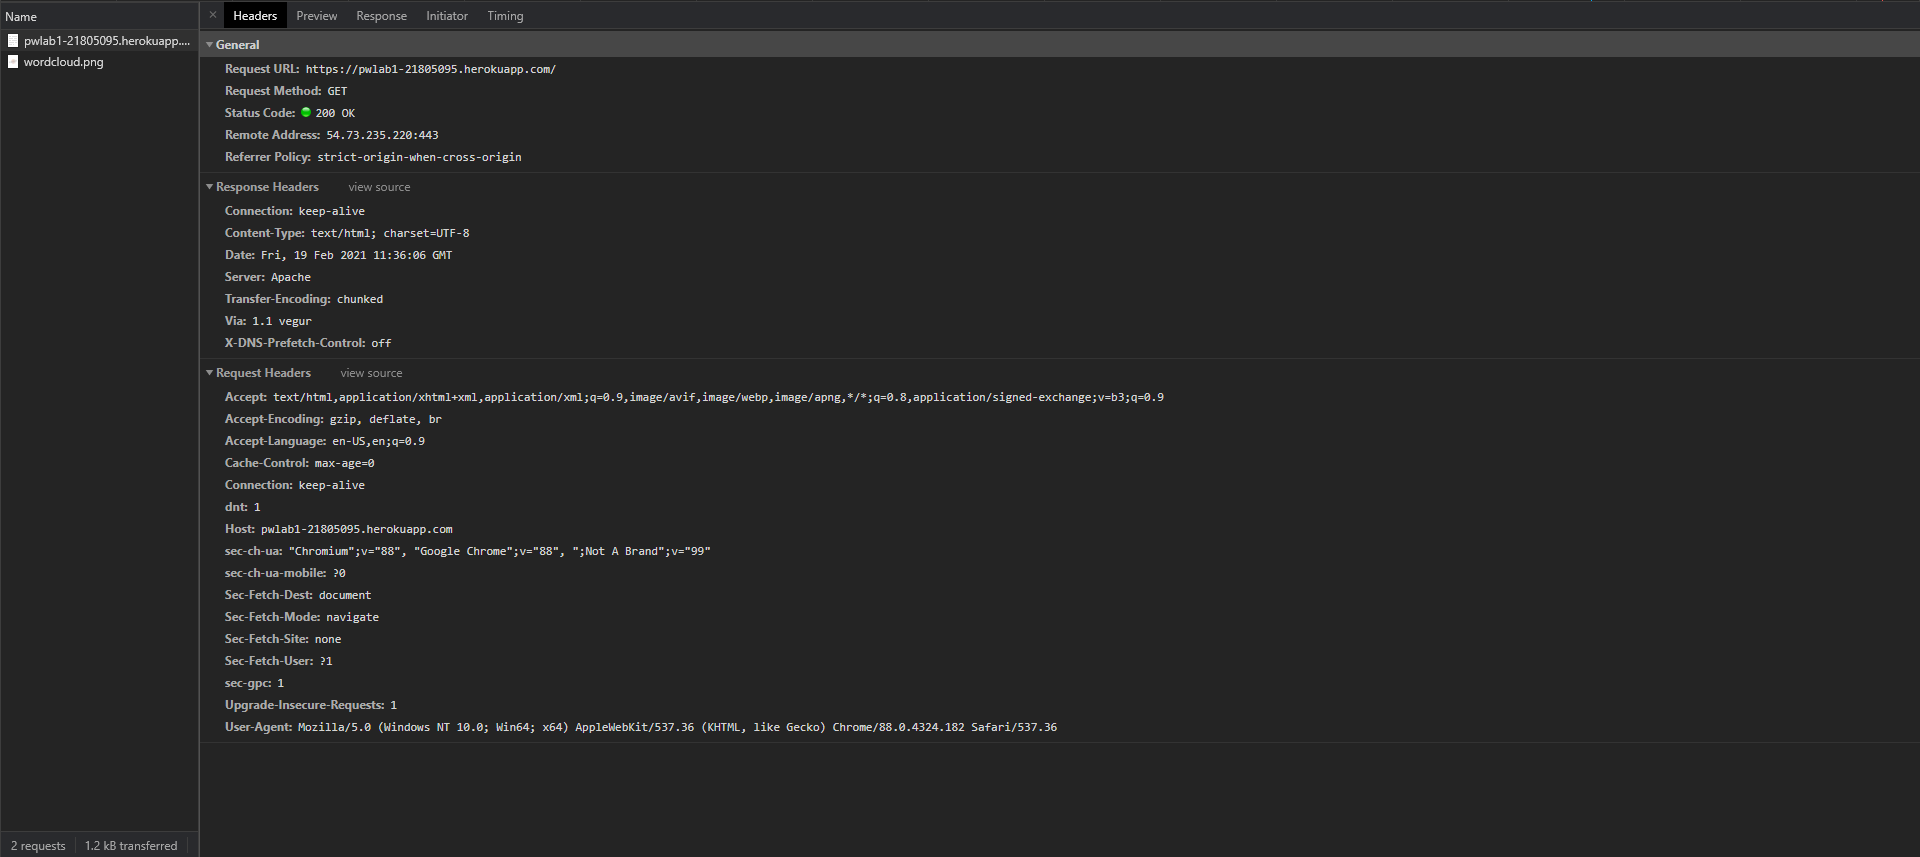 Name
pwlab1-21805095.herokuapp....
wordcloud.png
2 requests
1.2 kB transferred
× Headers Preview Response Initiator Timing
General
Request URL: https://pwlab1-21805095.herokuapp.com/
Request Method: GET
Status Code: 200 OK
Remote Address: 54.73.235.220:443
Referrer Policy: strict-origin-when-cross-origin
Response Headers view source
Connection: keep-alive
Content-Type: text/html; charset=UTF-8
Date: Fri, 19 Feb 2021 11:36:06 GMT
Server: Apache
Transfer-Encoding: chunked
Via: 1.1 vegur
X-DNS-Prefetch-Control: off
Request Headers view source
Accept: text/html,application/xhtml+xml,application/xml;q=0.9,image/avif,image/webp,image/apng,*/*;q=0.8,application/signed-exchange;v=b3;q=0.9
Accept-Encoding: gzip, deflate, br
Accept-Language: en-US,en;q=0.9
Cache-Control: max-age=0
Connection: keep-alive
dnt: 1
Host: pwlab1-21805095.herokuapp.com
sec-ch-ua: "Chromium";v="88", "Google Chrome";v="88", ";Not A Brand";v="99"
sec-ch-ua-mobile: ?0
Sec-Fetch-Dest: document
Sec-Fetch-Mode: navigate
Sec-Fetch-Site: none
Sec-Fetch-User: ?1
sec-gpc: 1
Upgrade-Insecure-Requests: 1
User-Agent: Mozilla/5.0 (Windows NT 10.0; Win64; x64) AppleWebKit/537.36 (KHTML, like Gecko) Chrome/88.0.4324.182 Safari/537.36